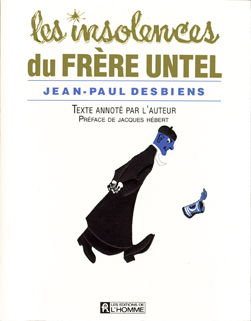 les insolences
du FRÈRE UNTEL
JEAN-PAUL DESBIENS
TEXTE ANNOTÉ PAR L'AUTEUR
PRÉFACE DE JACQUES HÉBERT
LES ÉDITIONS DE
L'HOMME